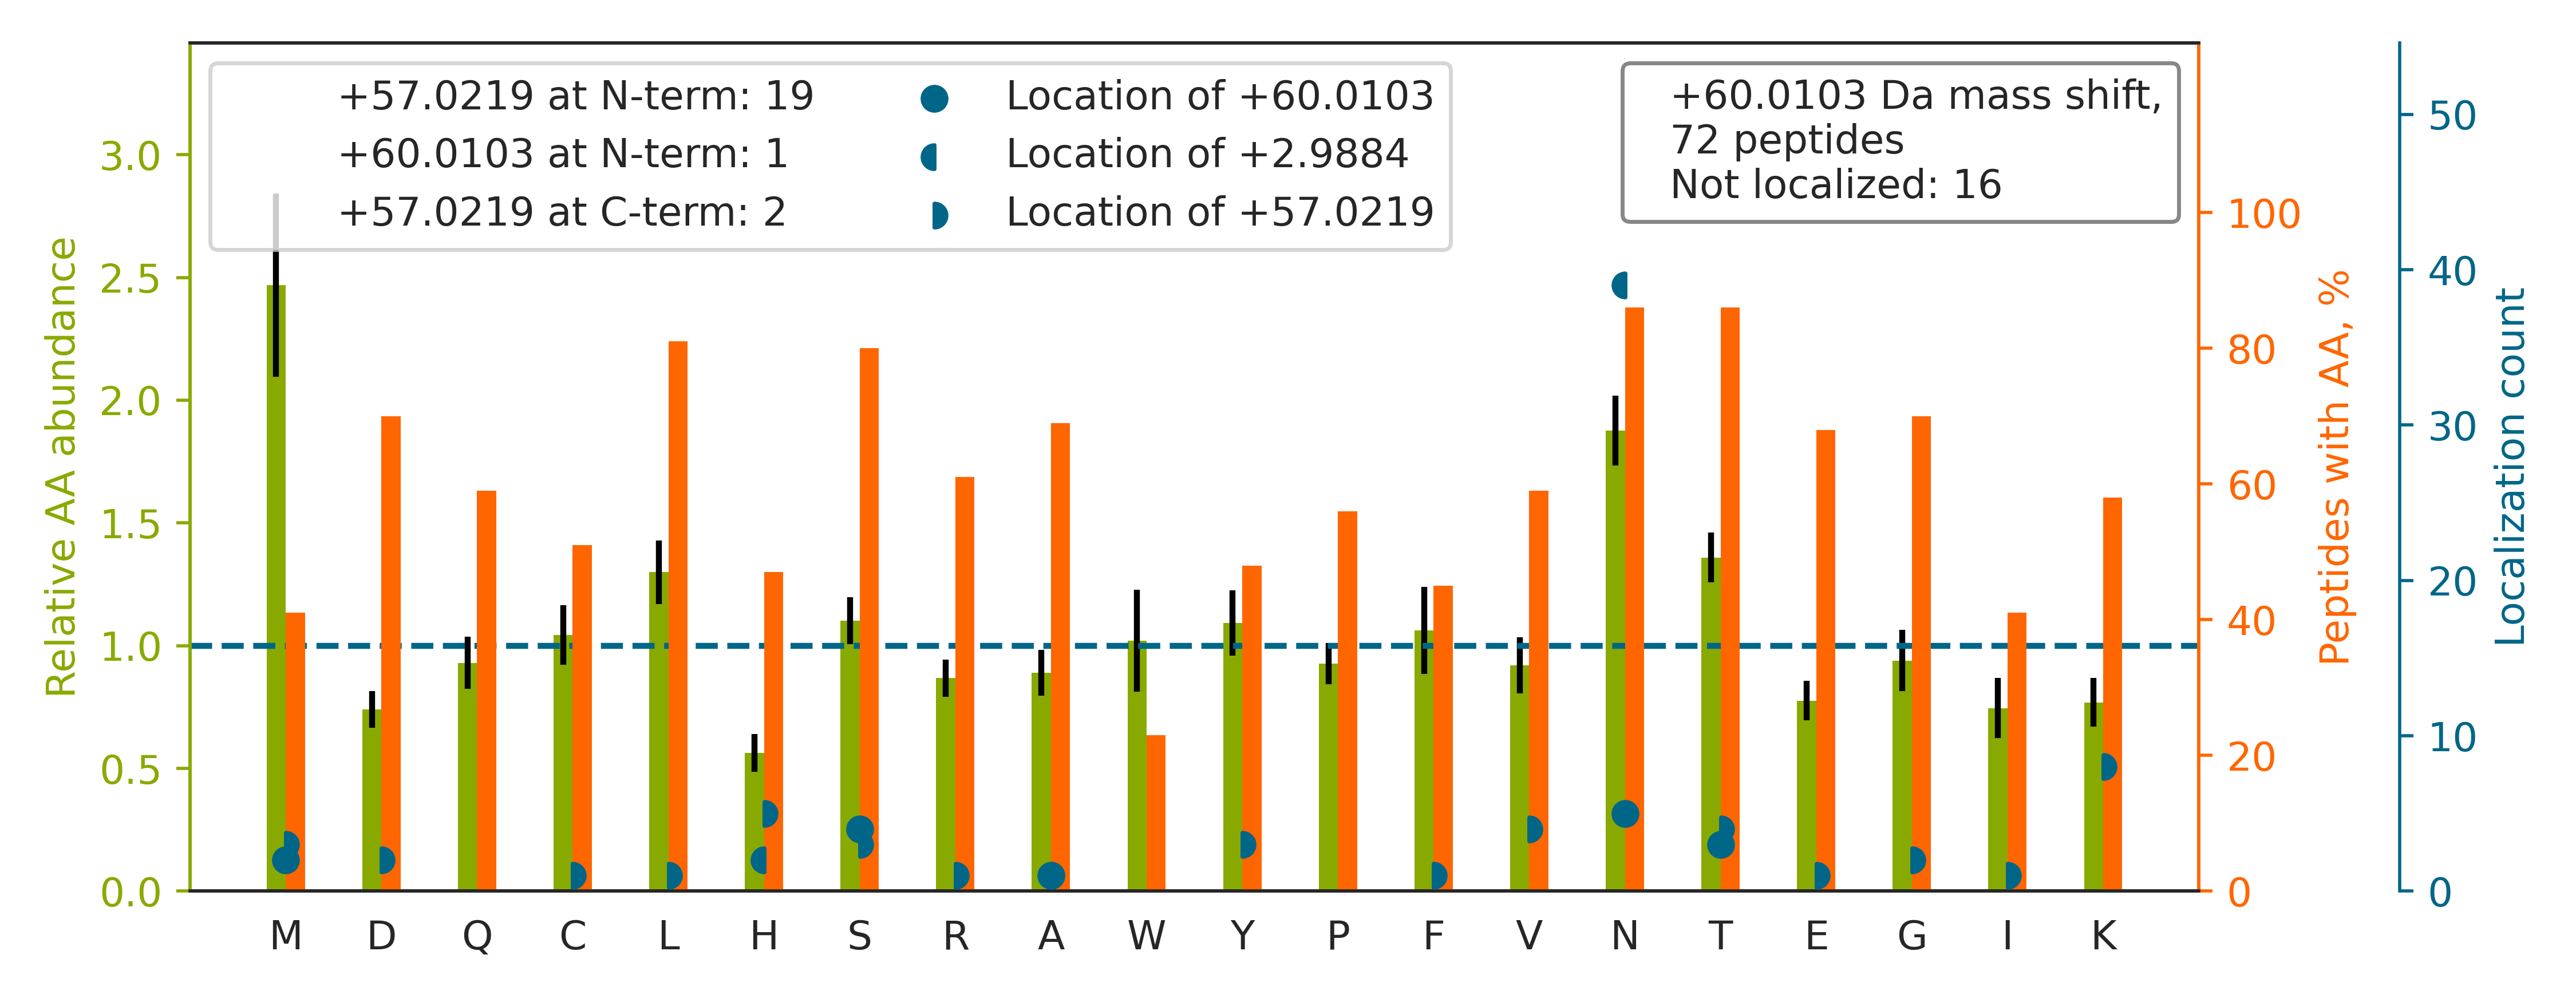 +57.0219 at N-term: 19
+60.0103 at N-term: 1
+57.0219 at C-term: 2
Location of +60.0103
Location of +2.9884
Location of +57.0219
+60.0103 Da mass shift,
72 peptides
Not localized: 16
Relative AA abundance
3.0
2.5
2.0
1.5
1.0
0.5
0.0
M D Q C L H S R A W Y P F V N T E G I K
100
80
60
40
20
0
Peptides with AA, %
50
40
30
20
10
0
Localization count